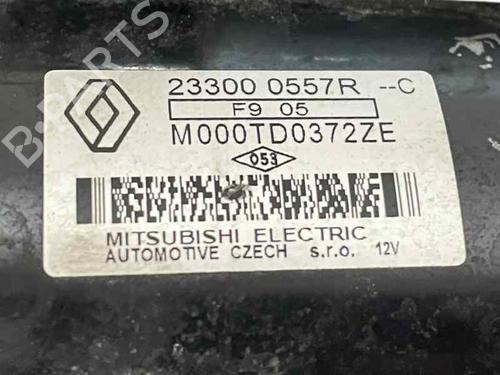 B-PARTS
23300 0557R --C
F9 05
M000TD0372ZE
053
MITSUBISHI ELECTRIC
AUTOMOTIVE CZECH s.r.o. 12V